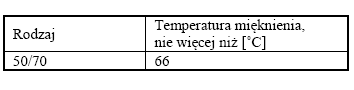 Rodzaj
Temperatura mięknienia,
nie więcej niż [˚C]
50/70
66